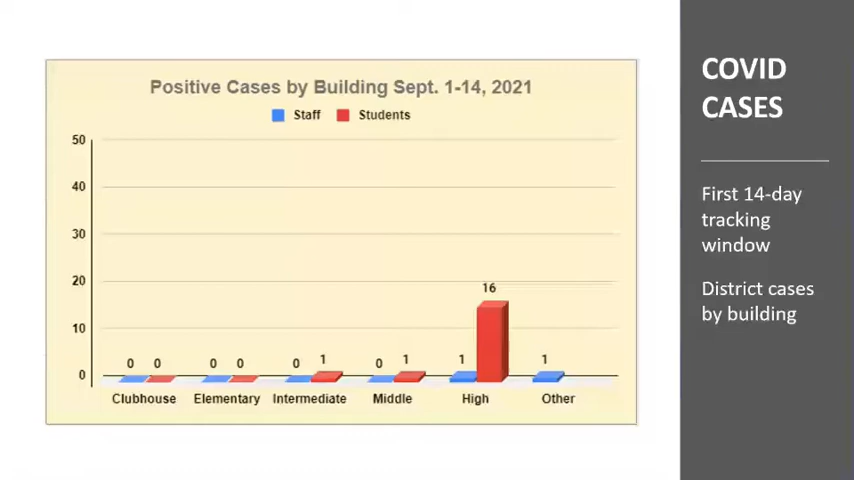 Positive Cases by Building Sept. 1-14, 2021
Staff Students
50
40
30
20
10
0
0 0 0 0 0 1 0 1 1 16 1
Clubhouse Elementary Intermediate Middle High Other
COVID
CASES
First 14-day
tracking
window
District cases
by building